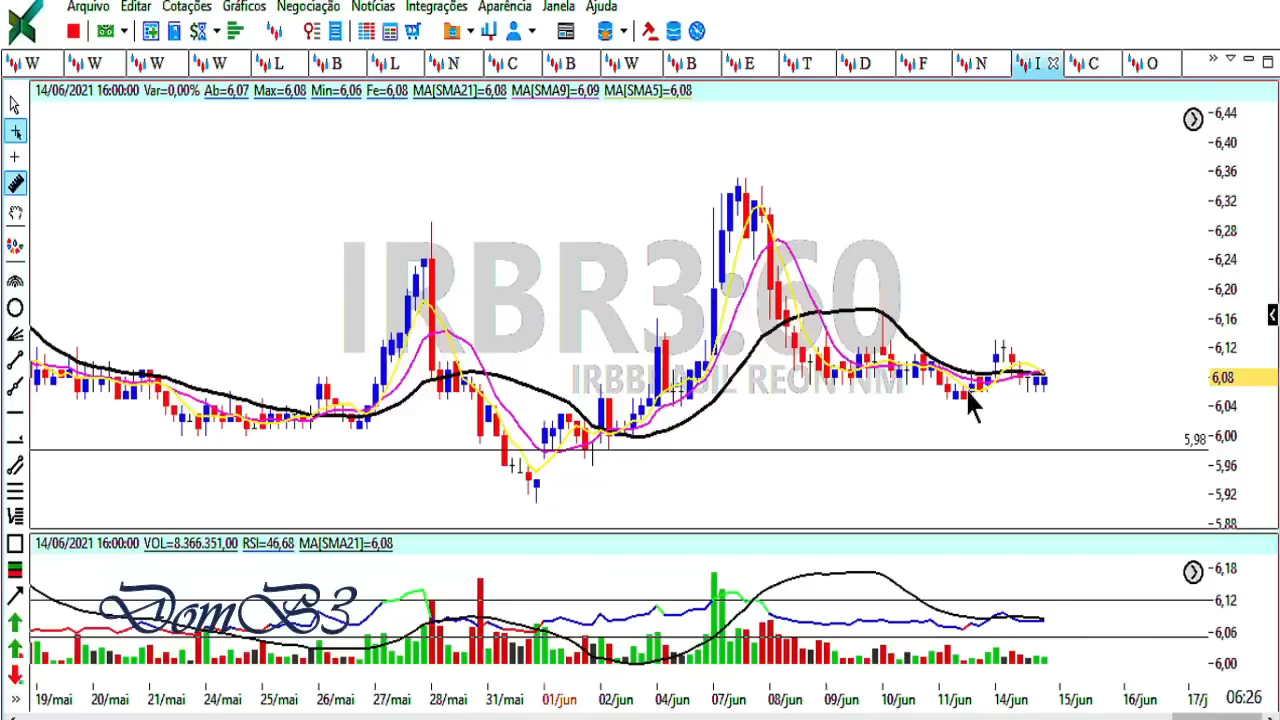 Arquivo Editar Cotações Gráficos Negociação Notícias Integrações Aparência Janela Ajuda
W W W W L B L N C B W B E T D F N I C O
14/06/2021 16:00:00 Var=0,00% Ab=6,07 Max=6,08 Min=6,06 Fe=6,08 MA[SMA21]=6,08 MA[SMA9]=6,09 MA[SMA5]=6,08
6,44
6,40
6,36
6,32
6,28
6,24
6,20
6,16
6,12
6,08
6,04
6,00
5,96
5,92
5,88
IRBR3:60
5,98
14/06/2021 16:00:00 VOL=8.366.351,00 RSI=46,68 MA[SMA21]=6,08
6,18
6,12
6,06
6,00
DomB3
19/mai 20/mai 21/mai 24/mai 25/mai 26/mai 27/mai 28/mai 31/mai 01/jun 02/jun 04/jun 07/jun 08/jun 09/jun 10/jun 11/jun 14/jun 15/jun 16/jun 17/j 06:26